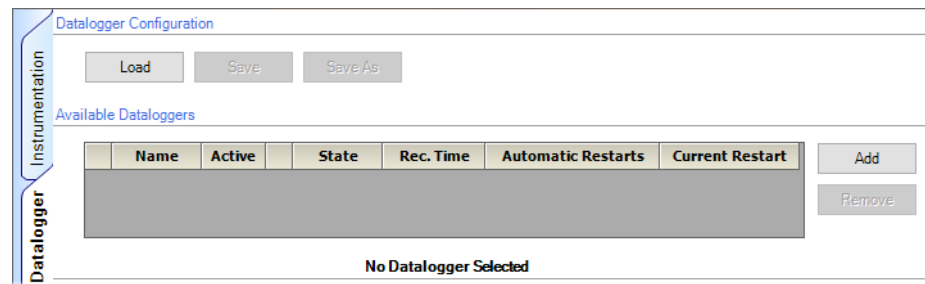 Datalogger Configuration
Load Save Save As
Available Dataloggers
Name Active State Rec. Time Automatic Restarts Current Restart
Add
Remove
No Datalogger Selected
Instrumentation
Datalogger